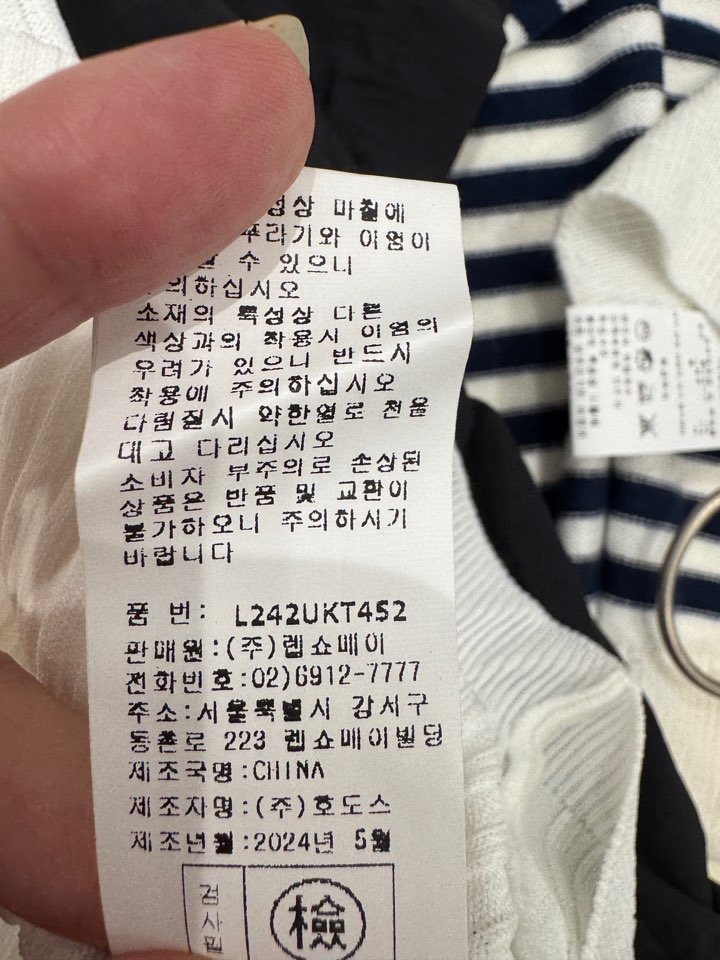 마찰에
이염이
수 있으니
의하십시오
소재의 특성상 다른
색상과의 착용시 이염의
우려가 있으니 반드시
착용에 주의하십시오
다림질시 약한열로 천을
대고 다리십시오
소비자 부주의로 손상된
상품은 반품 및 교환이
불가하오니 주의하시기
바랍니다
품 번: L242UKT452
판매원:(주)렙쇼메이
전화번호:02)6912-7777
주소:서울특별시 강서구
등촌로 223 렙쇼메이빌딩
제조국명:CHINA
제조자명:(주)호도스
제조년월:2024년 5월
검사필
檢